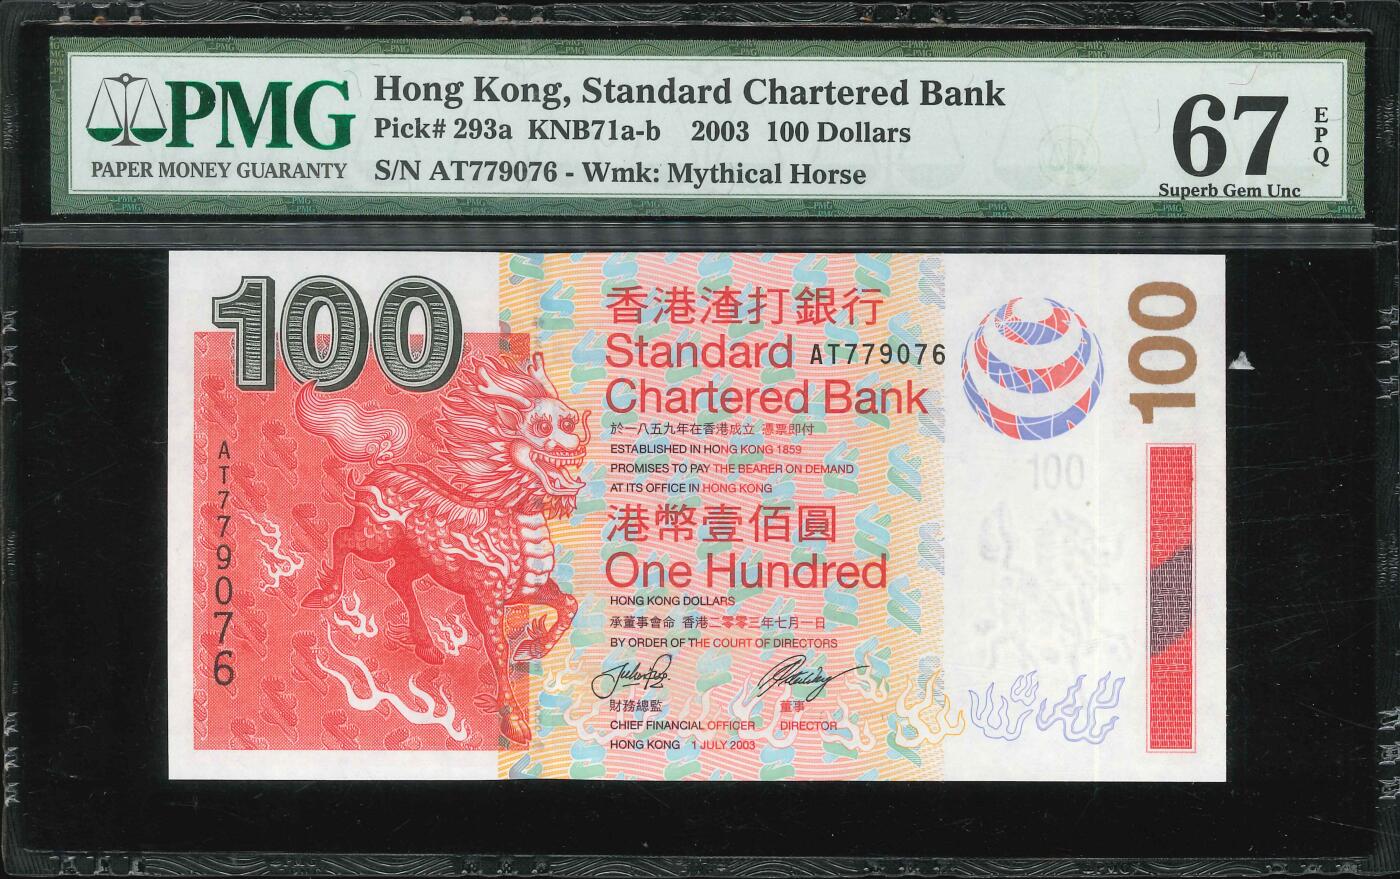 PMG
PAPER MONEY GUARANTY
Hong Kong, Standard Chartered Bank
Pick# 293a KNB71a-b 2003 100 Dollars
S/N AT779076 - Wmk: Mythical Horse
67
EPQ
Superb Gem Unc
100
香港渣打銀行
Standard
AT779076
Chartered Bank
於一八五九年在香港成立 憑票即付
ESTABLISHED IN HONG KONG 1859
PROMISES TO PAY THE BEARER ON DEMAND
AT ITS OFFICE IN HONG KONG
港幣壹佰圓
One Hundred
HONG KONG DOLLARS
承董事會命 香港二零零三年七月一日
BY ORDER OF THE COURT OF DIRECTORS
財務總監 董事
CHIEF FINANCIAL OFFICER DIRECTOR
HONG KONG 1 JULY 2003
AT779076
100
100